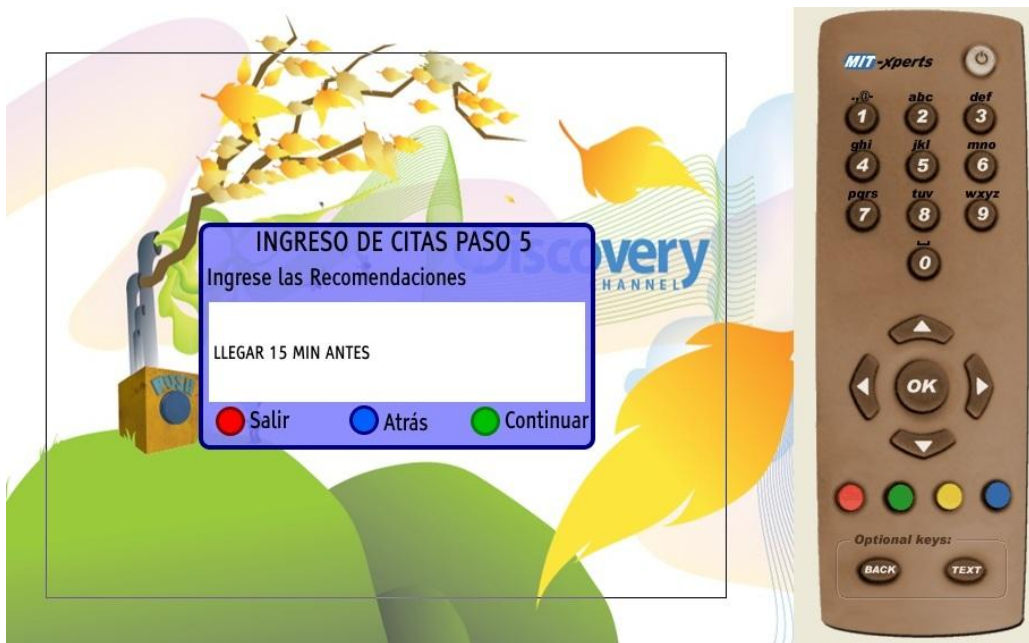 INGRESO DE CITAS PASO 5
Ingrese las Recomendaciones
Discovery
CHANNEL
LLEGAR 15 MIN ANTES
Salir
Atrás
Continuar
PUSH
MIT-xperts
.,@-
abc
def
1
2
3
ghi
jkl
mno
4
5
6
pqrs
tuv
wxyz
7
8
9
0
OK
Optional keys:
BACK
TEXT